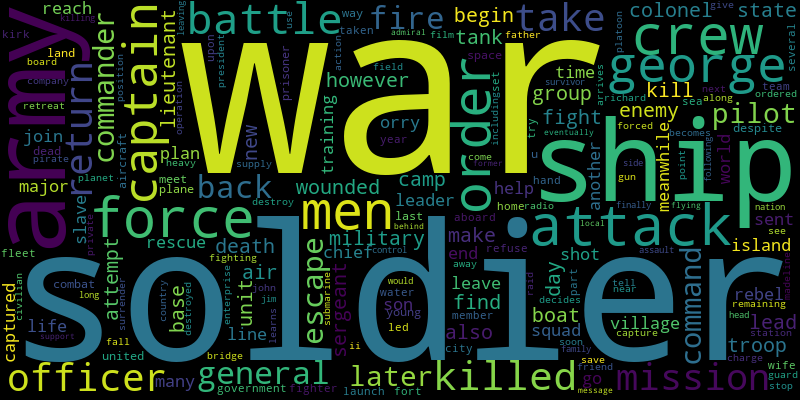 war
soldier
army
ship
attack
force
captain
battle
fire
take
crew
george
colonel
state
begin
reach
return
commander
lieutenant
however
tank
order
kill
pilot
time
group
enemy
fight
training
orry
year
new
prisoner
field
operation
upon
president
action
taken
way
admiral
film
father
space
arrives
includingset
platoon
give
several
land
board
company
retreat
position
kirk
killing
leaving
use
join
dead
pirate
planet
aircraft
plan
heavy
meet
plane
supply
destroy
major
slave
private
back
wounded
camp
leader
last
behind
help
hand
homeradio
aboard
come
former
try
u
another
meanwhile
forced
richard
sea
along
next
team
ordered
despite
becomes
survivor
eventually
side
gun
point
following
world
finally
flying
nation
see
sent
island
local
assault
men
military
chief
control
make
end
refuse
away
raid
shot
day
part
decides
boat
squad
soon
family
village
capture
tell
near
command
rebel
remaining
head
lead
station
troop
charge
wife
guard
stop
adeline
fleet
captured
civilian
combat
long
life
support
fall
united
bridge
attempt
surrender
country
base
destroyed
rescue
death
fighting
air
unit
enterprise
john
jim
learns
line
escape
submarine
sergeant
son
would
water
young
led
ii
also
member
city
leave
find
save
friend
go
message
mission
officer
many
general
government
fighter
launch
fort
later
killed